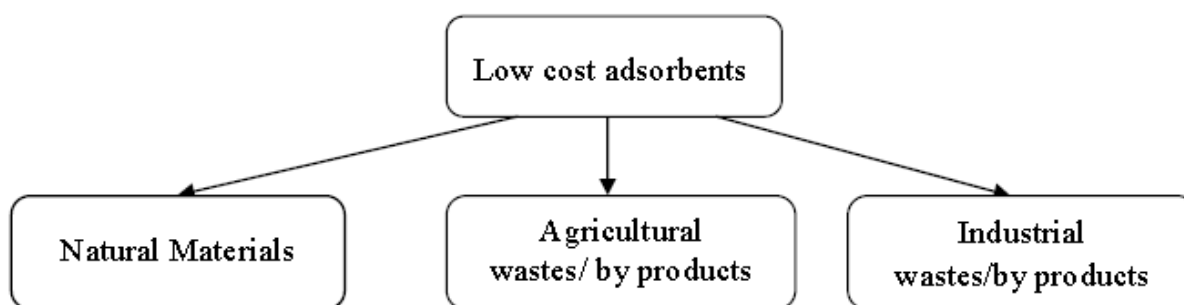 Low cost adsorbents
Natural Materials
Agricultural
wastes/ by products
Industrial
wastes/by products